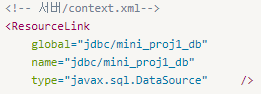 <!-- 서버/context.xml-->
<ResourceLink
global="jdbc/mini_proj1_db"
name="jdbc/mini_proj1_db"
type="javax.sql.DataSource" />